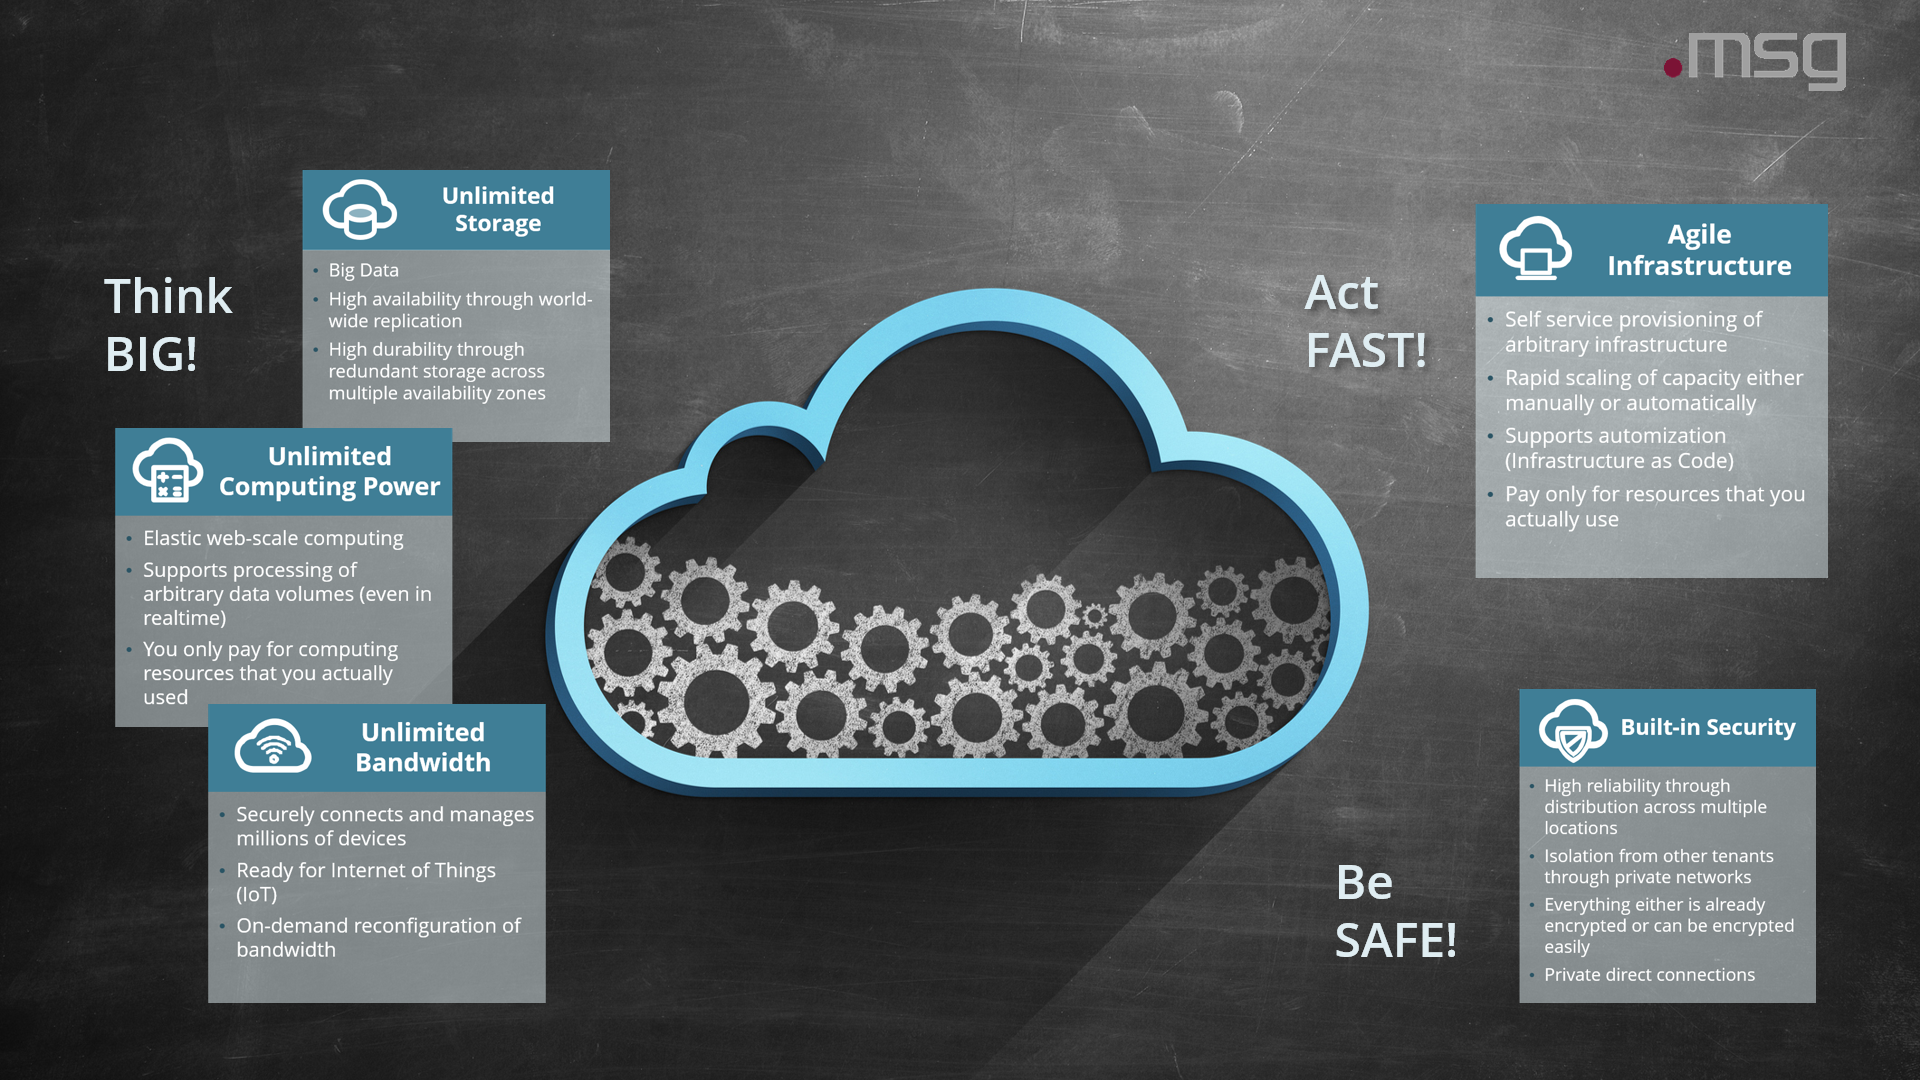 .msg
Think
BIG!
Unlimited
Storage
• Big Data
• High availability through world-
wide replication
• High durability through
redundant storage across
multiple availability zones
Unlimited
Computing Power
• Elastic web-scale computing
• Supports processing of
arbitrary data volumes (even in
realtime)
• You only pay for computing
resources that you actually
used
Unlimited
Bandwidth
• Securely connects and manages
millions of devices
• Ready for Internet of Things
(IoT)
• On-demand reconfiguration of
bandwidth
Act
FAST!
Agile
Infrastructure
• Self service provisioning of
arbitrary infrastructure
• Rapid scaling of capacity either
manually or automatically
• Supports automization
(Infrastructure as Code)
• Pay only for resources that you
actually use
Be
SAFE!
Built-in Security
• High reliability through
distribution across multiple
locations
• Isolation from other tenants
through private networks
• Everything either is already
encrypted or can be encrypted
easily
• Private direct connections